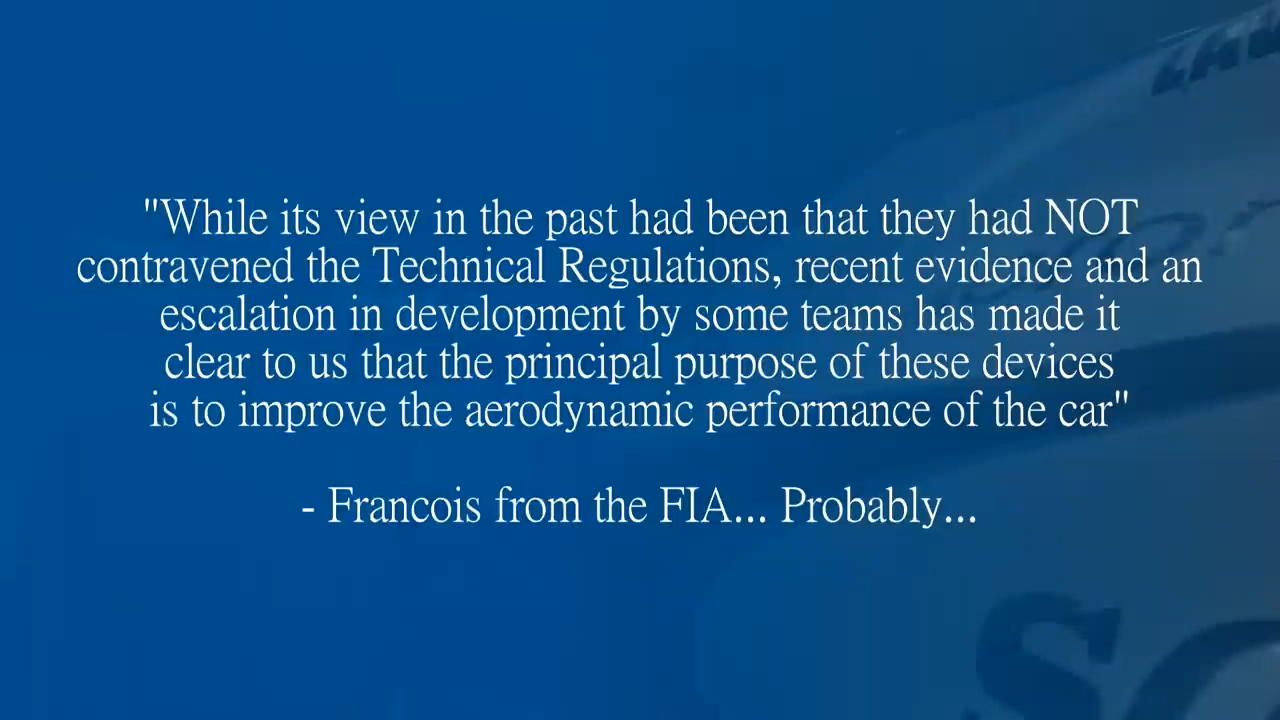 "While its view in the past had been that they had NOT
contravened the Technical Regulations, recent evidence and an
escalation in development by some teams has made it
clear to us that the principal purpose of these devices
is to improve the aerodynamic performance of the car"
- Francois from the FIA... Probably...